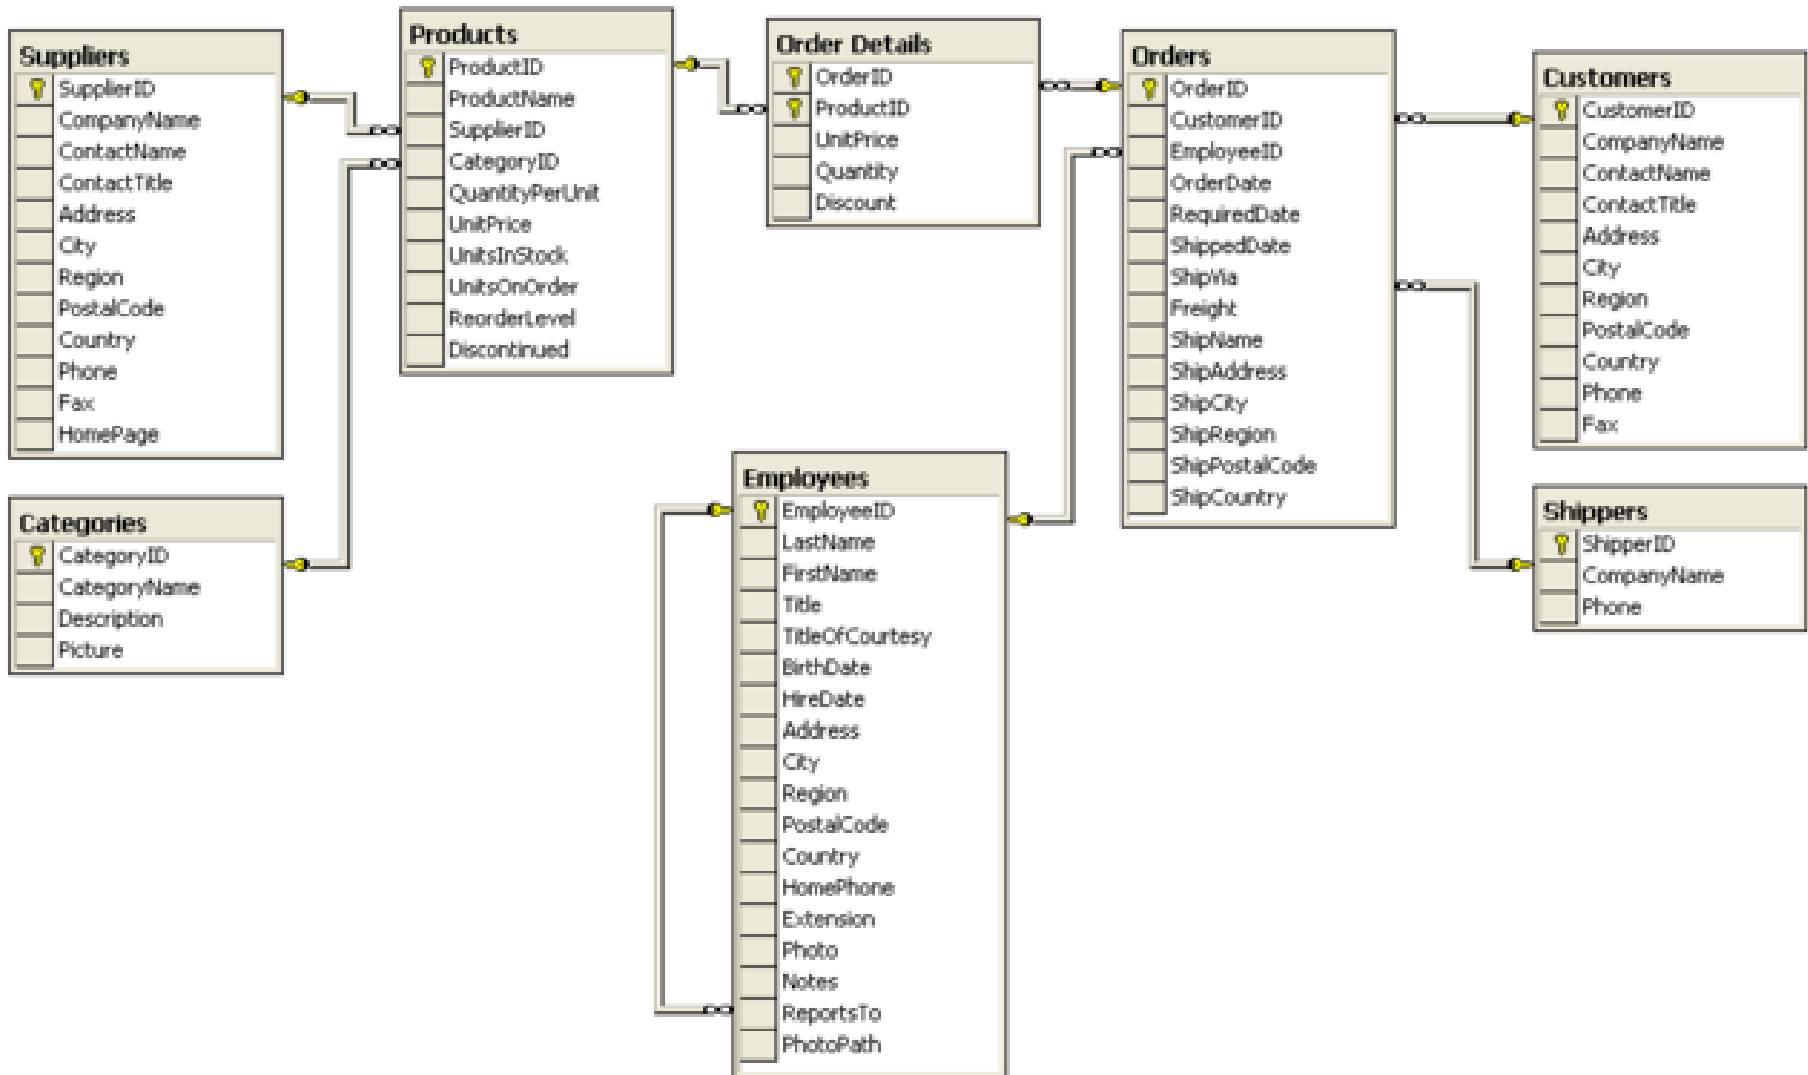 Suppliers
SupplierID
CompanyName
ContactName
ContactTitle
Address
City
Region
PostalCode
Country
Phone
Fax
HomePage
Categories
CategoryID
CategoryName
Description
Picture
Products
ProductID
ProductName
SupplierID
CategoryID
QuantityPerUnit
UnitPrice
UnitsInStock
UnitsOnOrder
ReorderLevel
Discontinued
Order Details
OrderID
ProductID
UnitPrice
Quantity
Discount
Employees
EmployeeID
LastName
FirstName
Title
TitleOfCourtesy
BirthDate
HireDate
Address
City
Region
PostalCode
Country
HomePhone
Extension
Photo
Notes
ReportsTo
PhotoPath
Orders
OrderID
CustomerID
EmployeeID
OrderDate
RequiredDate
ShippedDate
ShipVia
Freight
ShipName
ShipAddress
ShipCity
ShipRegion
ShipPostalCode
ShipCountry
Customers
CustomerID
CompanyName
ContactName
ContactTitle
Address
City
Region
PostalCode
Country
Phone
Fax
Shippers
ShipperID
CompanyName
Phone